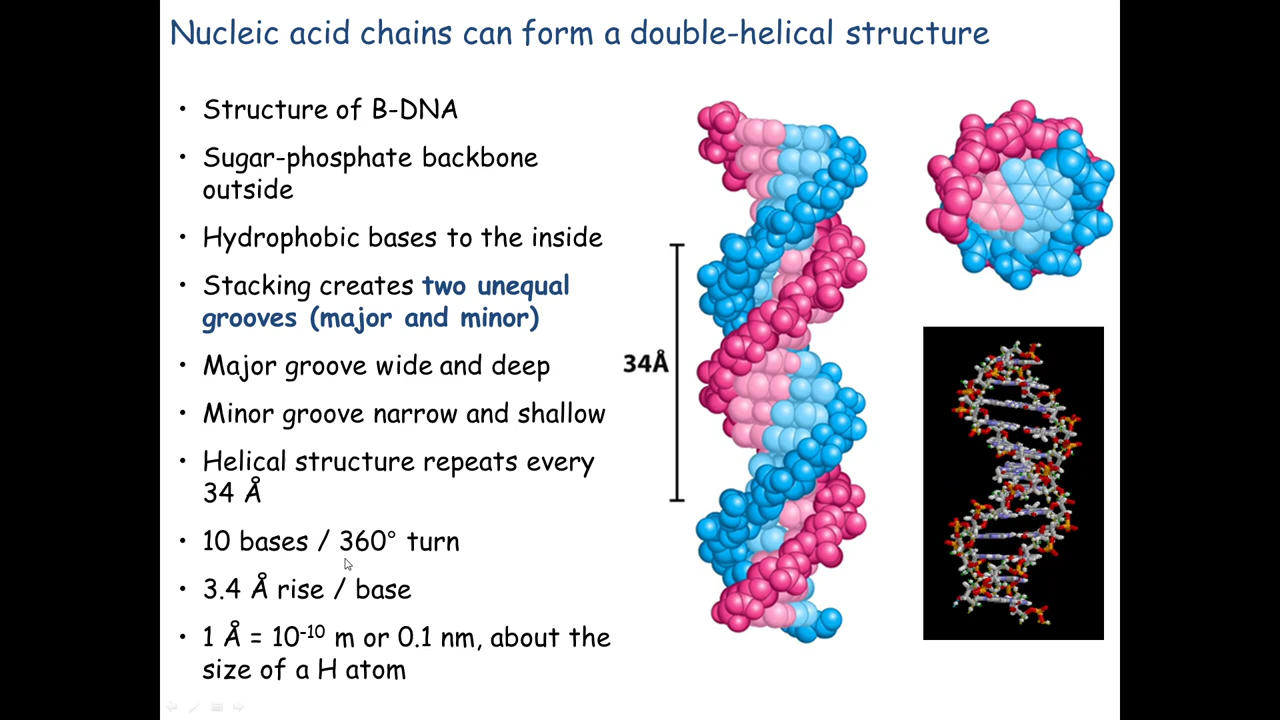 Nucleic acid chains can form a double-helical structure
• Structure of B-DNA
• Sugar-phosphate backbone
outside
• Hydrophobic bases to the inside
• Stacking creates two unequal
grooves (major and minor)
• Major groove wide and deep
• Minor groove narrow and shallow
• Helical structure repeats every
34 Å
• 10 bases / 360° turn
• 3.4 Å rise / base
• 1 Å = 10⁻¹⁰ m or 0.1 nm, about the
size of a H atom
34Å